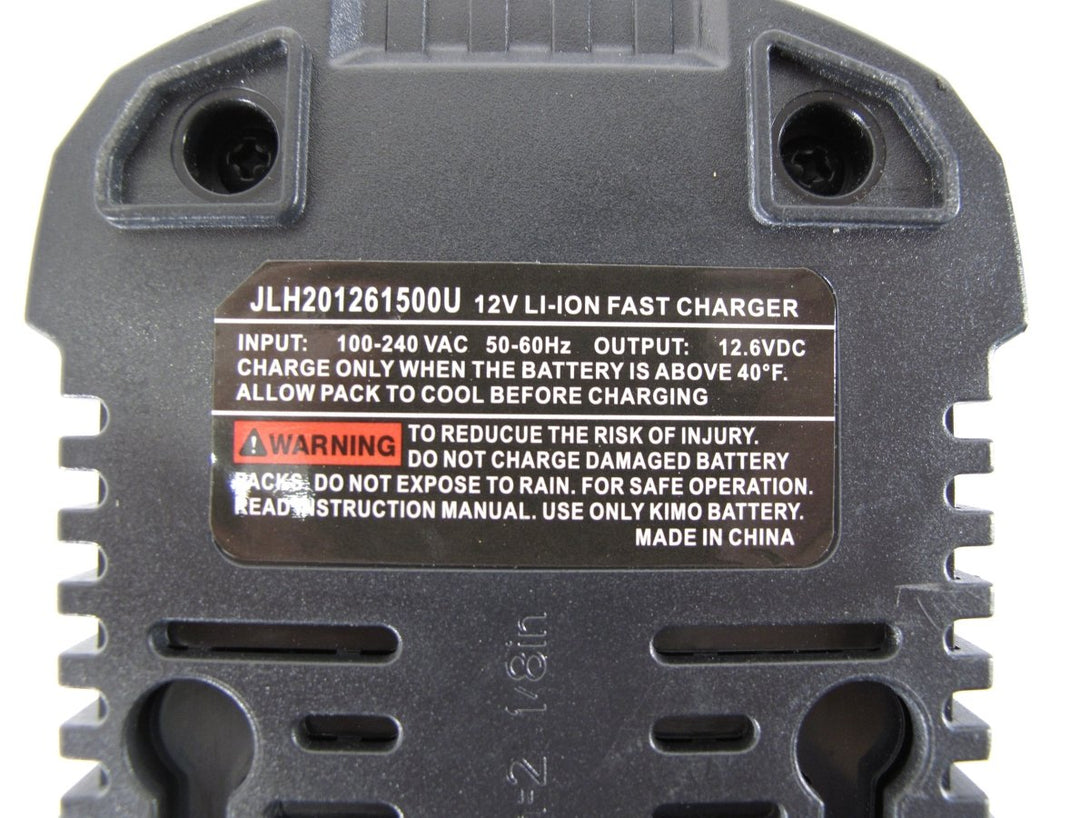 JLH201261500U 12V LI-ION FAST CHARGER
INPUT: 100-240 VAC 50-60Hz OUTPUT: 12.6VDC
CHARGE ONLY WHEN THE BATTERY IS ABOVE 40°F.
ALLOW PACK TO COOL BEFORE CHARGING
WARNING TO REDUCUE THE RISK OF INJURY.
DO NOT CHARGE DAMAGED BATTERY
PACKS. DO NOT EXPOSE TO RAIN. FOR SAFE OPERATION.
READ INSTRUCTION MANUAL. USE ONLY KIMO BATTERY.
MADE IN CHINA
2 1/8in